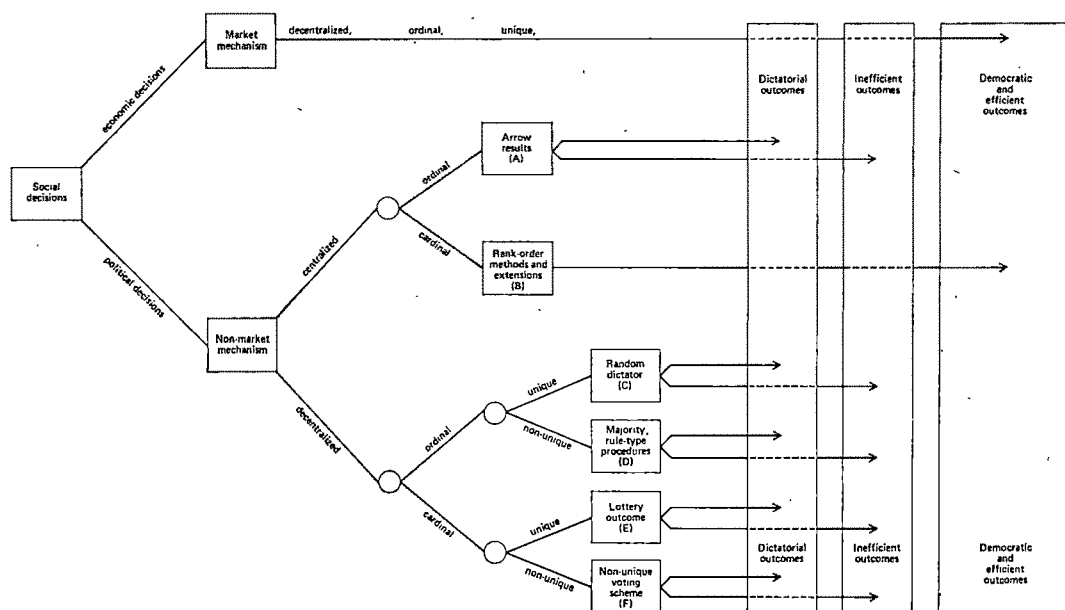 Market
mechanism
decentralized, ordinal, unique,
economic decisions
Dictatorial
outcomes
Inefficient
outcomes
Democratic
and
efficient
outcomes
Social
decisions
Arrow
results
(A)
ordinal
centralized
cardinal
Rank-order
methods and
extensions
(B)
political decisions
Non-market
mechanism
decentralized
Random
dictator
(C)
unique
ordinal
non-unique
Majority,
rule-type
procedures
(D)
cardinal
Lottery
outcome
(E)
unique
non-unique
Non-unique
voting
scheme
(F)
Dictatorial
outcomes
Inefficient
outcomes
Democratic
and
efficient
outcomes